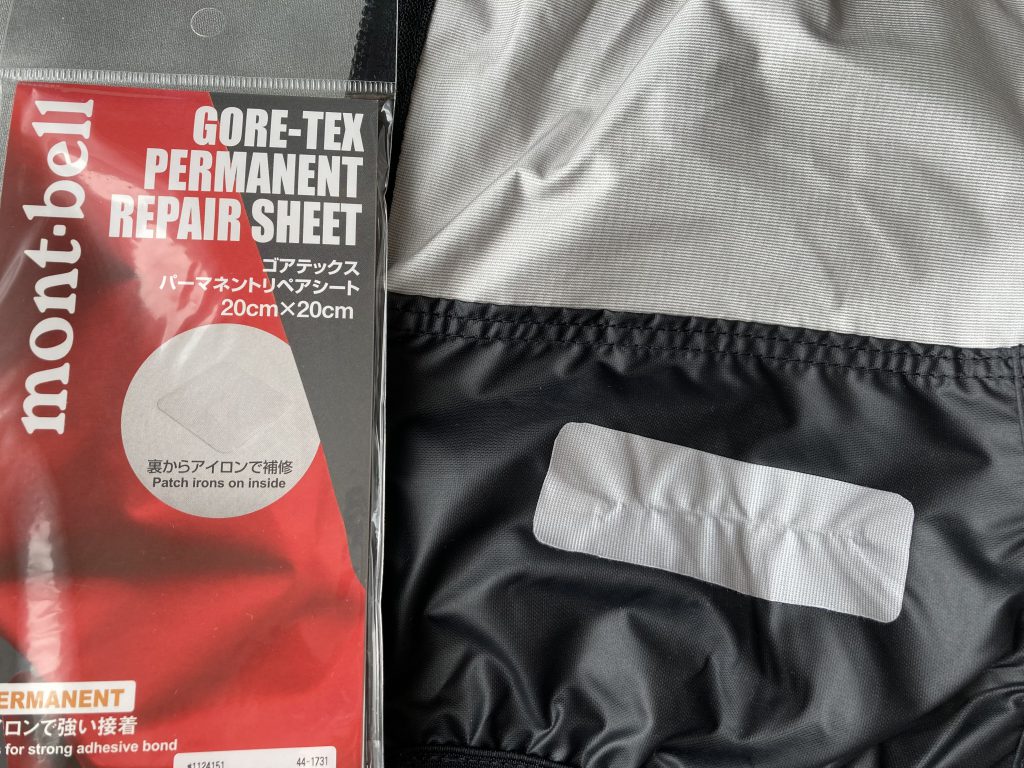 mont·bell
GORE-TEX
PERMANENT
REPAIR SHEET
ゴアテックス
パーマネントリペアシート
20cm×20cm
裏からアイロンで補修
Patch irons on inside
ERMANENT
イロンで強い接着
s for strong adhesive bond
#1124151 44-1731